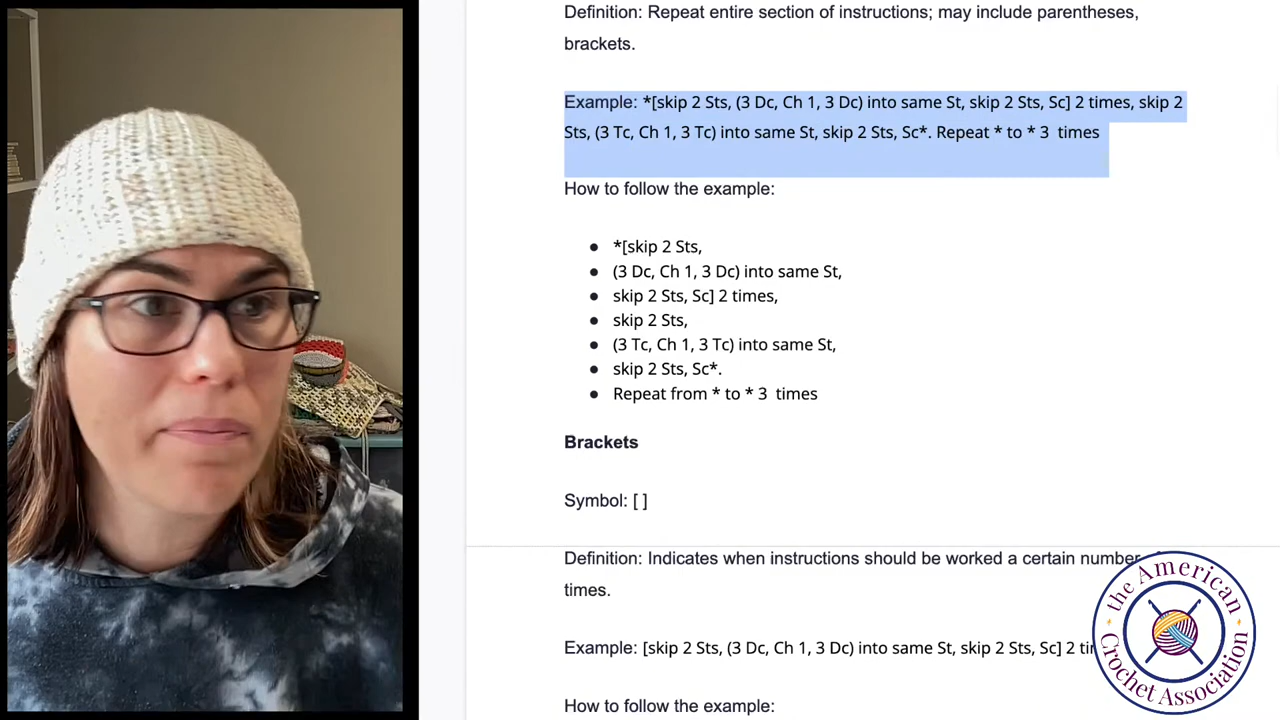 Definition: Repeat entire section of instructions; may include parentheses,
brackets.
Example: *[skip 2 Sts, (3 Dc, Ch 1, 3 Dc) into same St, skip 2 Sts, Sc] 2 times, skip 2
Sts, (3 Tc, Ch 1, 3 Tc) into same St, skip 2 Sts, Sc*. Repeat * to * 3 times
How to follow the example:
● *[skip 2 Sts,
● (3 Dc, Ch 1, 3 Dc) into same St,
● skip 2 Sts, Sc] 2 times,
● skip 2 Sts,
● (3 Tc, Ch 1, 3 Tc) into same St,
● skip 2 Sts, Sc*.
● Repeat from * to * 3 times
Brackets
Symbol: [ ]
Definition: Indicates when instructions should be worked a certain number
times.
Example: [skip 2 Sts, (3 Dc, Ch 1, 3 Dc) into same St, skip 2 Sts, Sc] 2
How to follow the example:
the American
Crochet Association